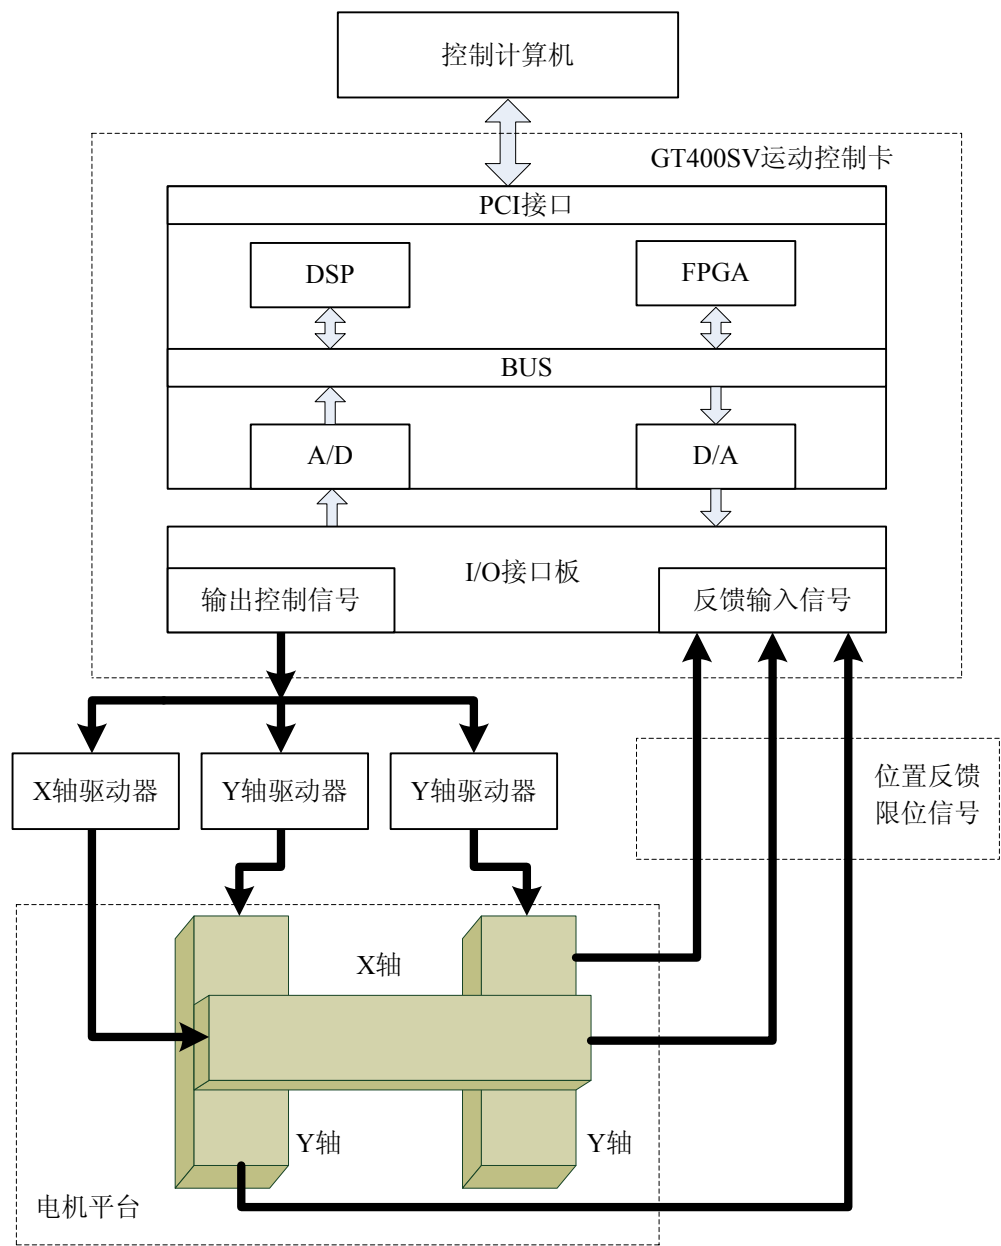 控制计算机
GT400SV运动控制卡
PCI接口
DSP
FPGA
BUS
A/D
D/A
I/O接口板
输出控制信号
反馈输入信号
X轴驱动器
Y轴驱动器
Y轴驱动器
位置反馈
限位信号
X轴
Y轴
Y轴
电机平台